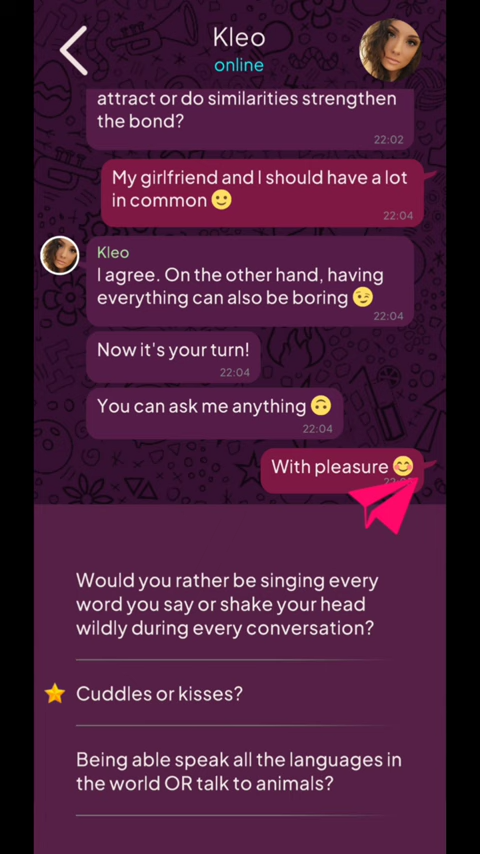 Kleo
online
attract or do similarities strengthen
the bond?
22:02
My girlfriend and I should have a lot
in common 🙂
22:04
Kleo
I agree. On the other hand, having
everything can also be boring 😉
22:04
Now it's your turn!
22:04
You can ask me anything 🙃
22:04
With pleasure 😊
Would you rather be singing every
word you say or shake your head
wildly during every conversation?
Cuddles or kisses?
Being able speak all the languages in
the world OR talk to animals?